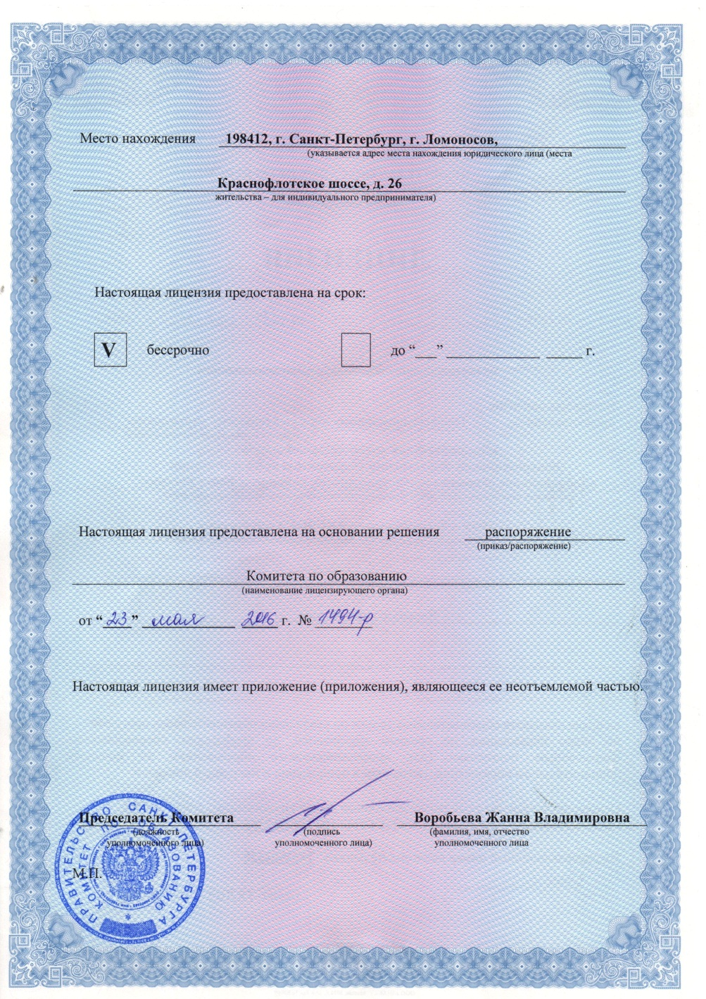 Место нахождения 198412, г. Санкт-Петербург, г. Ломоносов,
(указывается адрес места нахождения юридического лица (места
Краснофлотское шоссе, д. 26
жительства – для индивидуального предпринимателя)
Настоящая лицензия предоставлена на срок:
V бессрочно до “___” _____________ _____ г.
Настоящая лицензия предоставлена на основании решения распоряжение
(приказ/распоряжение)
Комитета по образованию
(наименование лицензирующего органа)
от “23” мая 2016 г. № 1494-р
Настоящая лицензия имеет приложение (приложения), являющееся ее неотъемлемой частью.
Председатель Комитета Воробьева Жанна Владимировна
(должность (подпись (фамилия, имя, отчество
уполномоченного лица) уполномоченного лица) уполномоченного лица
М.П.
ПРАВИТЕЛЬСТВО САНКТ-ПЕТЕРБУРГА
КОМИТЕТ ПО ОБРАЗОВАНИЮ